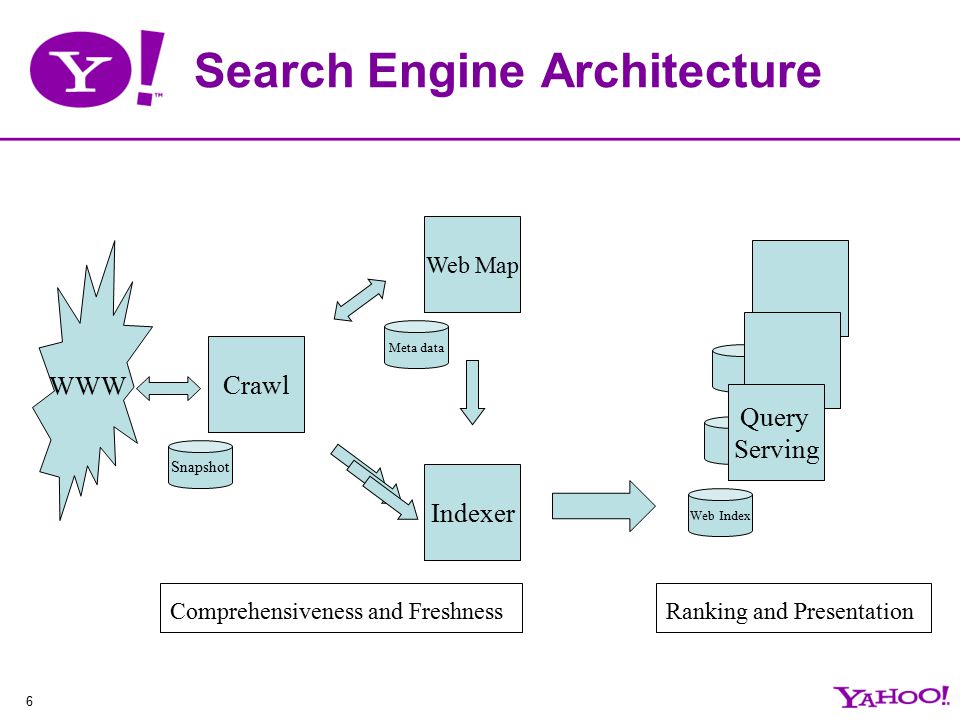 Y!™
Search Engine Architecture
Web Map
Meta data
WWW
Crawl
Snapshot
Query
Serving
Indexer
Web Index
Comprehensiveness and Freshness
Ranking and Presentation
6
YAHOO!